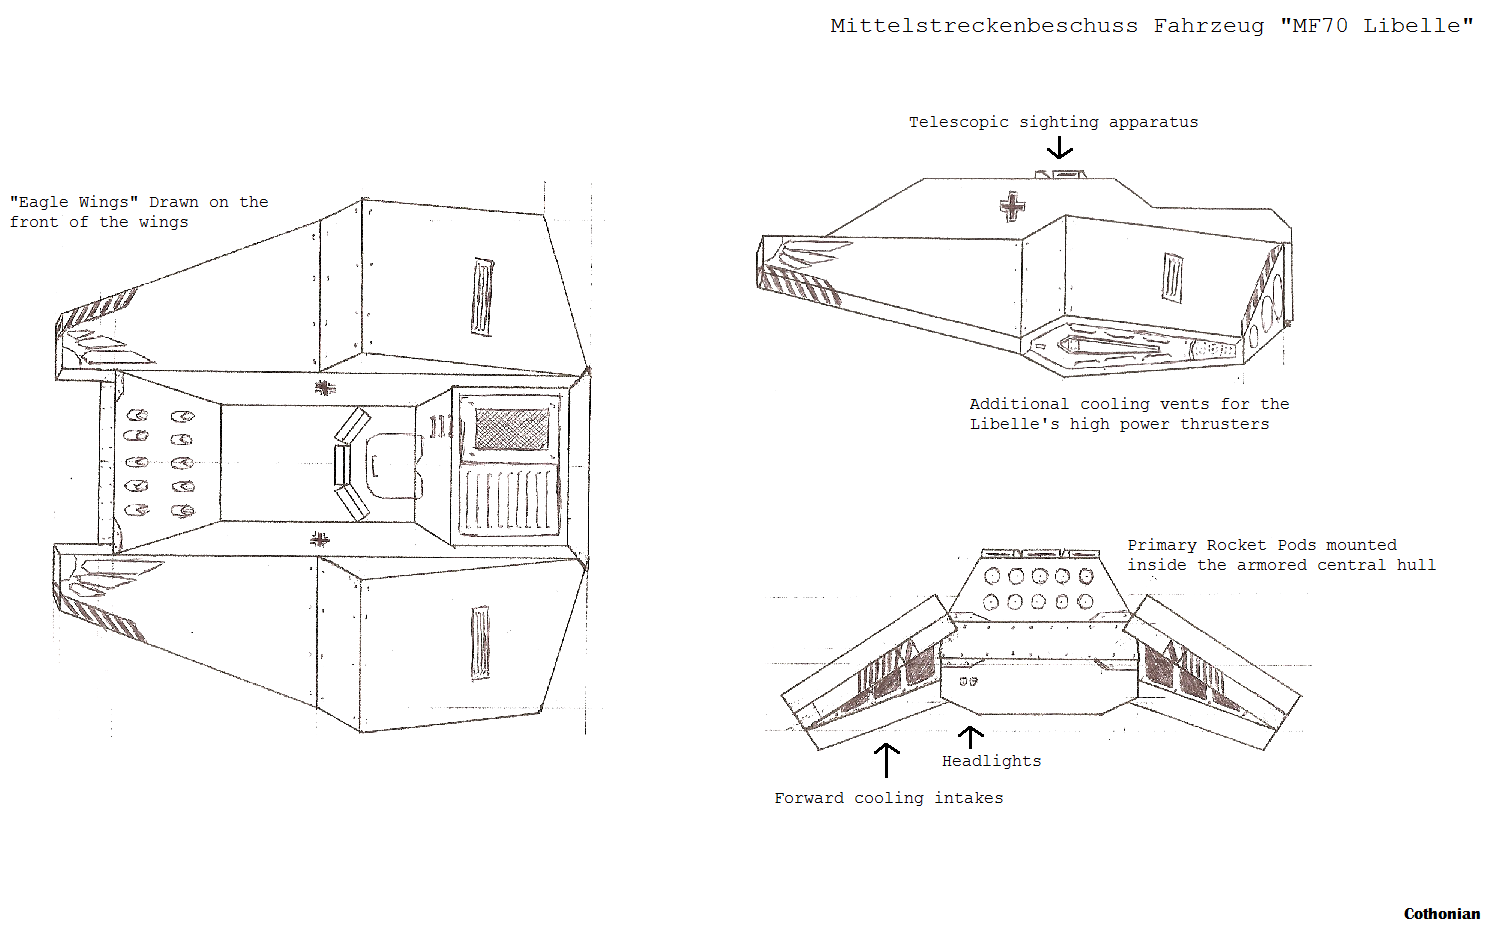 Mittelstreckenbeschuss Fahrzeug "MF70 Libelle"
Telescopic sighting apparatus
"Eagle Wings" Drawn on the
front of the wings
Additional cooling vents for the
Libelle's high power thrusters
Primary Rocket Pods mounted
inside the armored central hull
Headlights
Forward cooling intakes
Cothonian